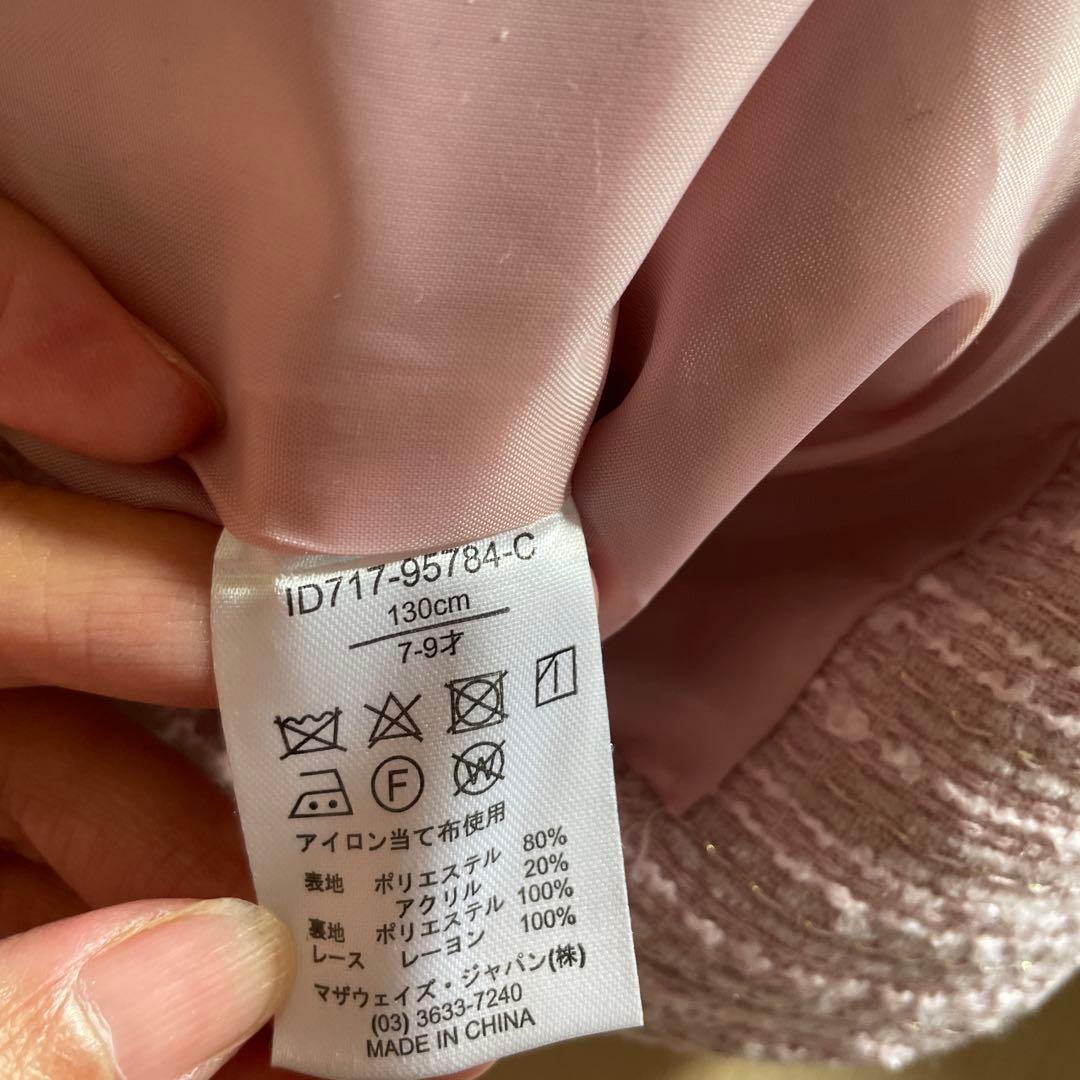 ID717-95784-C
130cm
7-9才
F W
アイロン当て布使用
表地 ポリエステル 80%
アクリル 20%
裏地 ポリエステル 100%
レース レーヨン 100%
マザウェイズ・ジャパン(株)
(03) 3633-7240
MADE IN CHINA